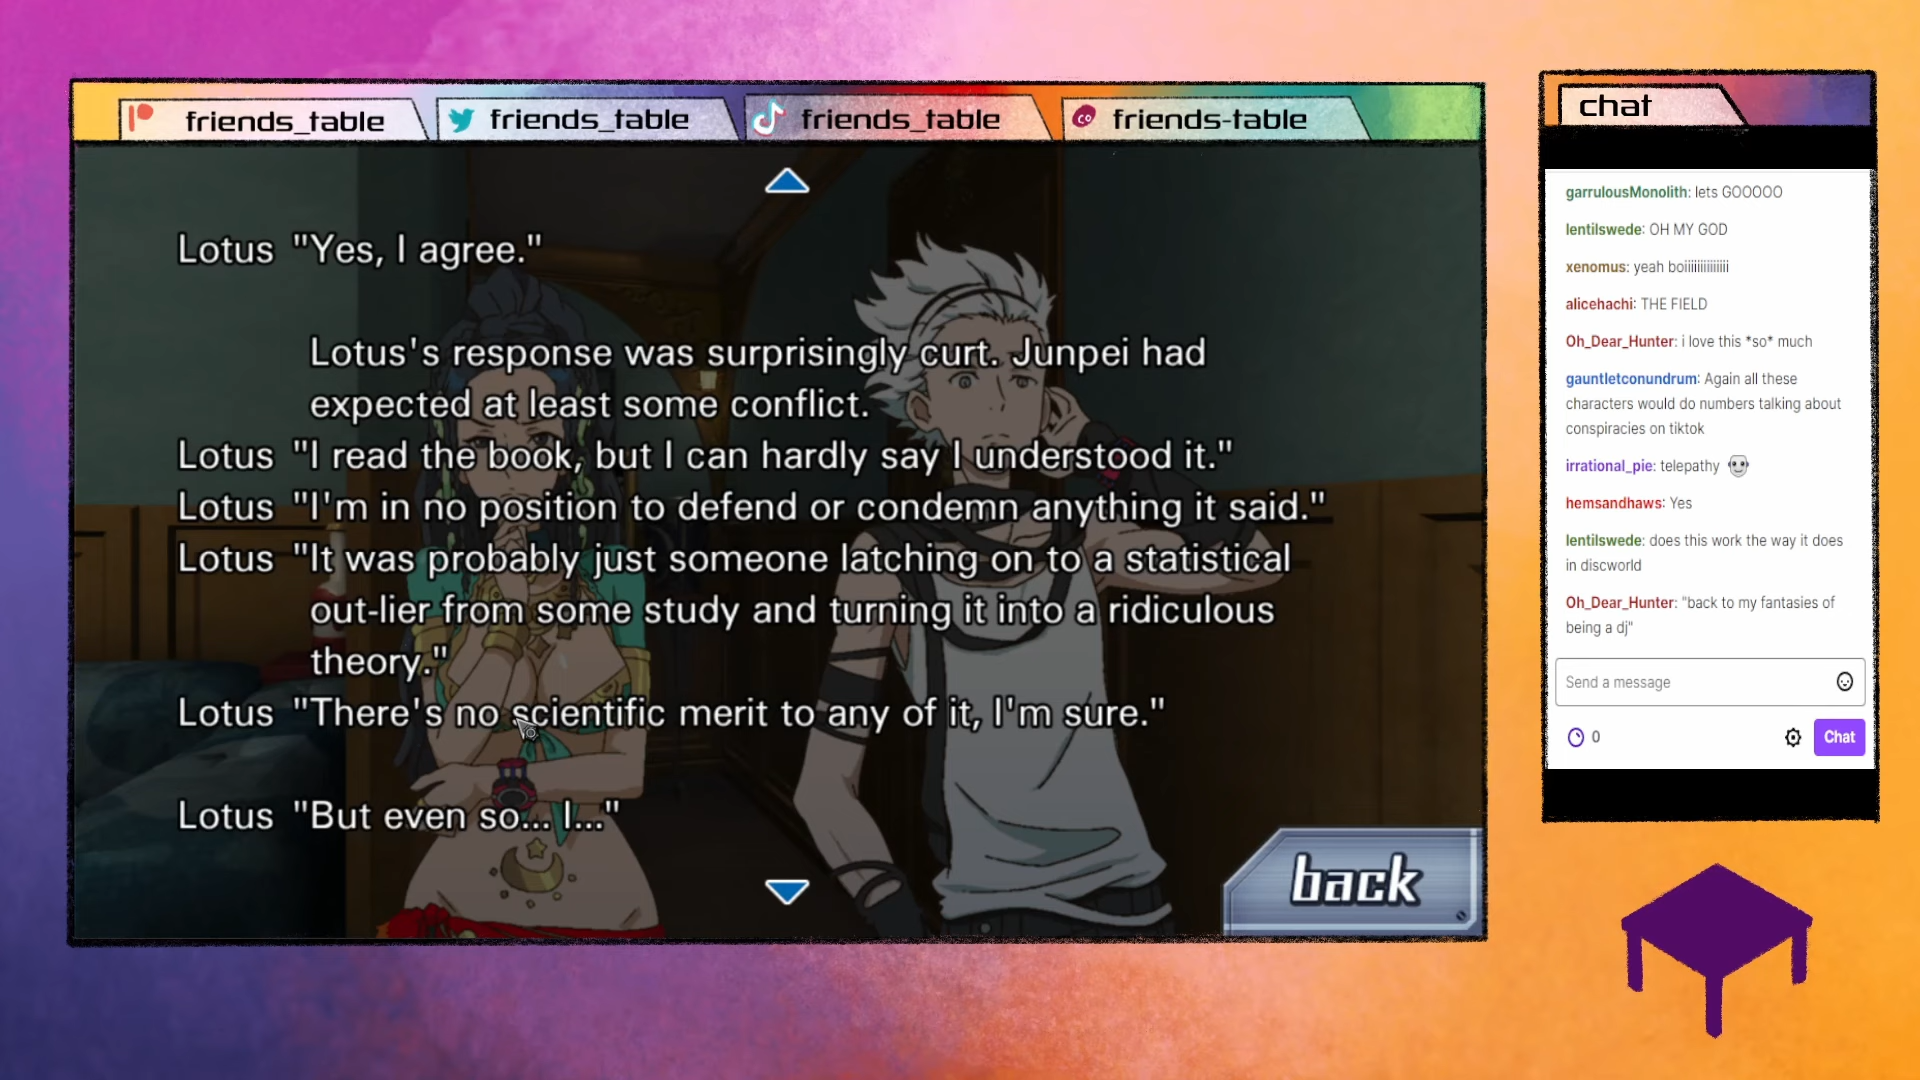 friends_table
friends_table
friends_table
friends-table
Lotus "Yes, I agree."
Lotus's response was surprisingly curt. Junpei had
expected at least some conflict.
Lotus "I read the book, but I can hardly say I understood it."
Lotus "I'm in no position to defend or condemn anything it said."
Lotus "It was probably just someone latching on to a statistical
out-lier from some study and turning it into a ridiculous
theory."
Lotus "There's no scientific merit to any of it, I'm sure."
Lotus "But even so... I..."
back
chat
garrulousMonolith: lets GOOOOO
lentilswede: OH MY GOD
xenomus: yeah boiiiiiiiiiiiiii
alicehachi: THE FIELD
Oh_Dear_Hunter: i love this *so* much
gauntletconundrum: Again all these
characters would do numbers talking about
conspiracies on tiktok
irrational_pie: telepathy
hemsandhaws: Yes
lentilswede: does this work the way it does
in discworld
Oh_Dear_Hunter: "back to my fantasies of
being a dj"
Send a message
0
Chat